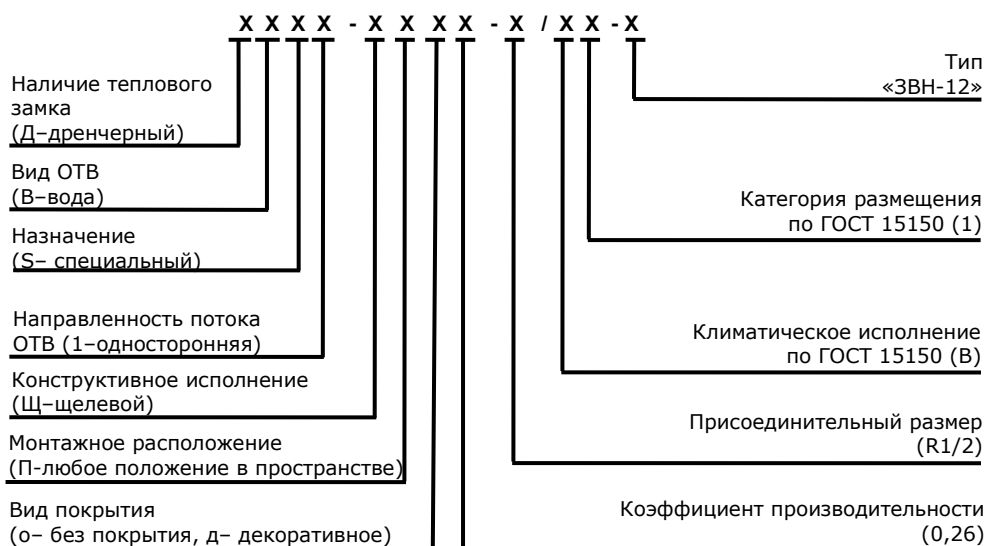 X X X X - X X X X - X / X X - X
Наличие теплового
замка
(Д–дренчерный)
Вид ОТВ
(В–вода)
Назначение
(S– специальный)
Направленность потока
ОТВ (1–односторонняя)
Конструктивное исполнение
(Щ–щелевой)
Монтажное расположение
(П-любое положение в пространстве)
Вид покрытия
(о– без покрытия, д– декоративное)
Тип
«ЗВН-12»
Категория размещения
по ГОСТ 15150 (1)
Климатическое исполнение
по ГОСТ 15150 (В)
Присоединительный размер
(R1/2)
Коэффициент производительности
(0,26)